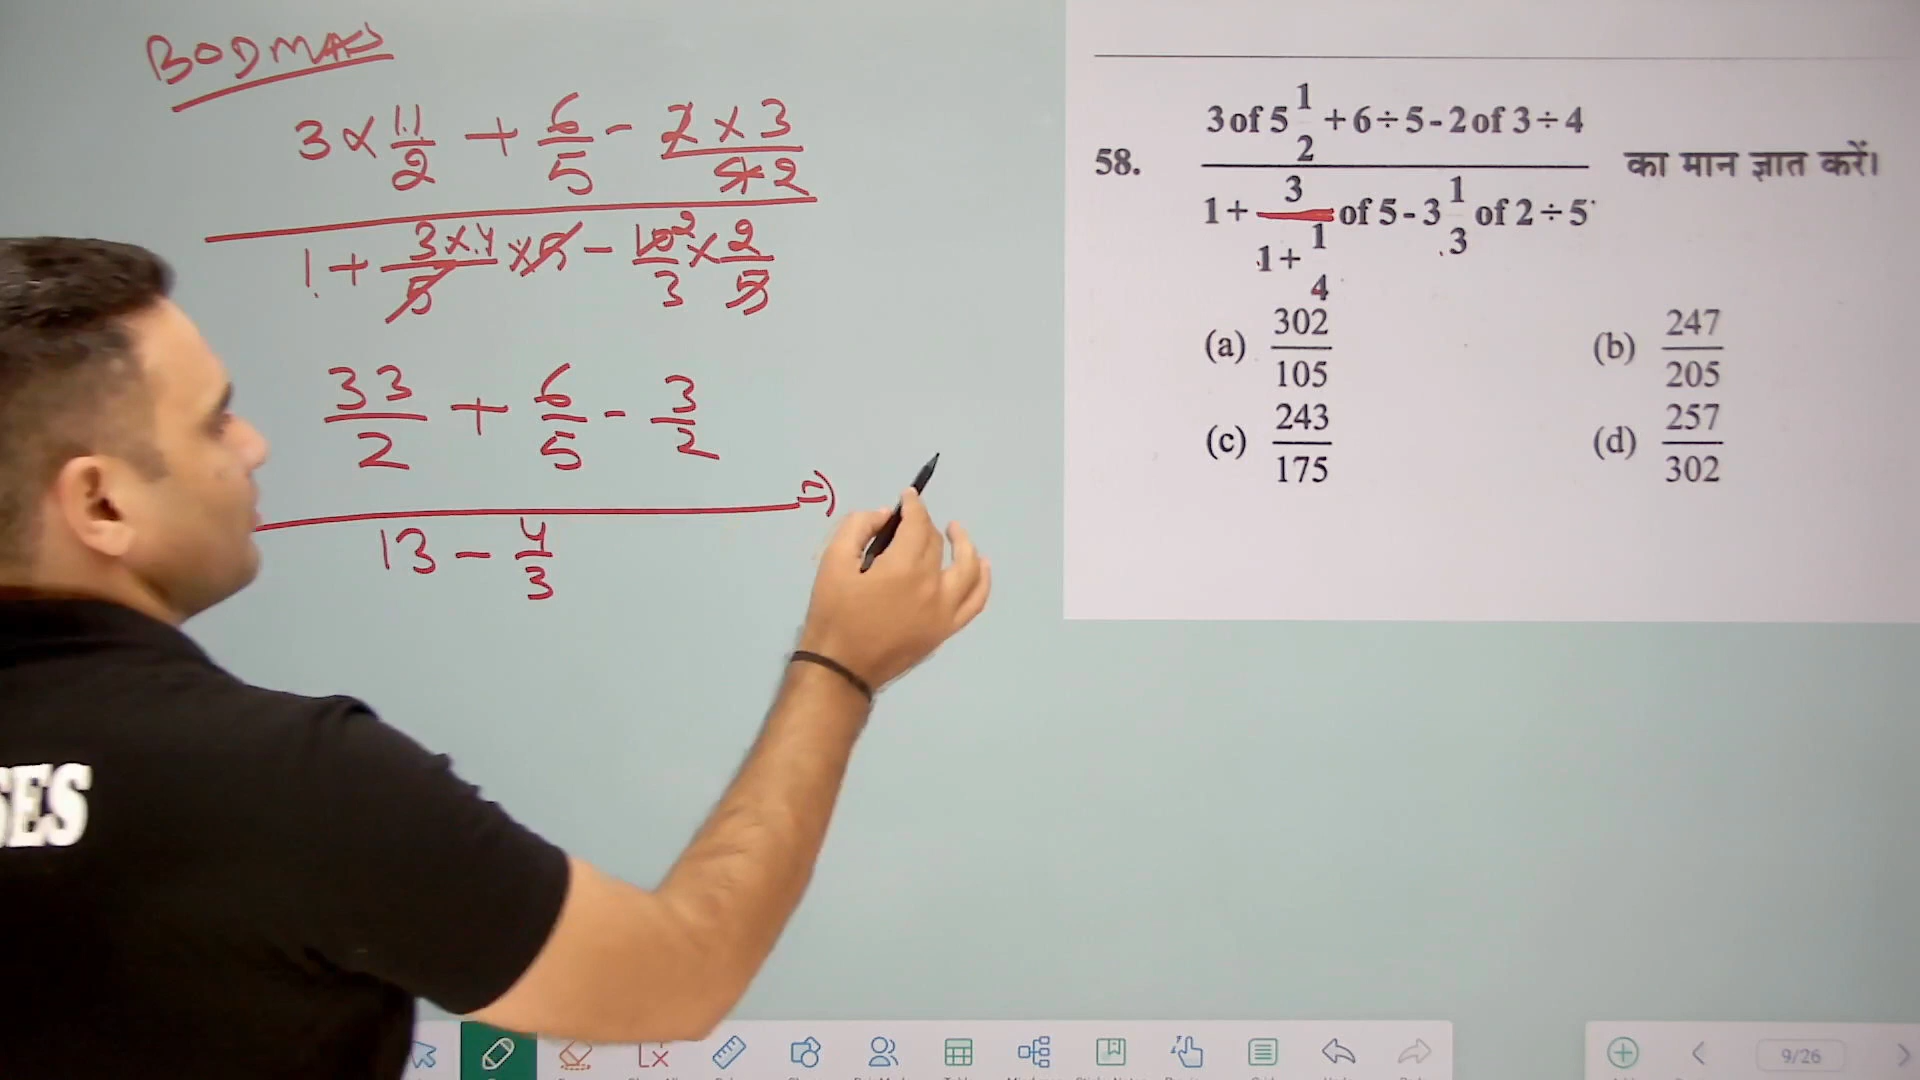 BODMAS
3 × 11/2 + 6/5 - 2 × 3/4 2
1 + 3×4/5 × 5 - 10 2/3 × 2/5
33/2 + 6/5 - 3/2
13 - 4/3
58. 3 of 5 1/2 + 6 ÷ 5 - 2 of 3 ÷ 4 का मान ज्ञात करें।
1 + 3/(1 + 1/4) of 5 - 3 1/3 of 2 ÷ 5
(a) 302/105 (b) 247/205
(c) 243/175 (d) 257/302
SES
9/26